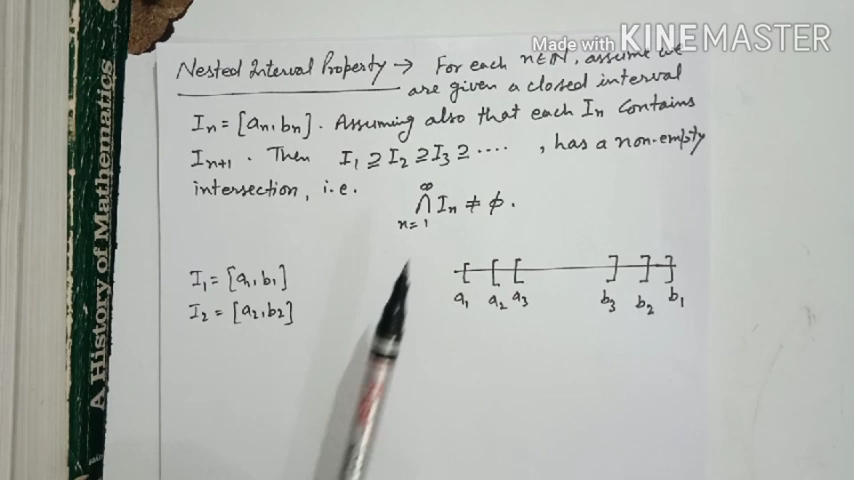 Made with KINEMASTER
A History of Mathematics
Nested Interval Property → For each n∈N, assume we
are given a closed interval
In = [an, bn]. Assuming also that each In contains
In+1. Then I1 ⊇ I2 ⊇ I3 ⊇ ...., has a non-empty
intersection, i.e.
∞
∩ In ≠ ϕ.
n=1
I1 = [a1, b1]
I2 = [a2, b2]
a1 a2 a3 b3 b2 b1